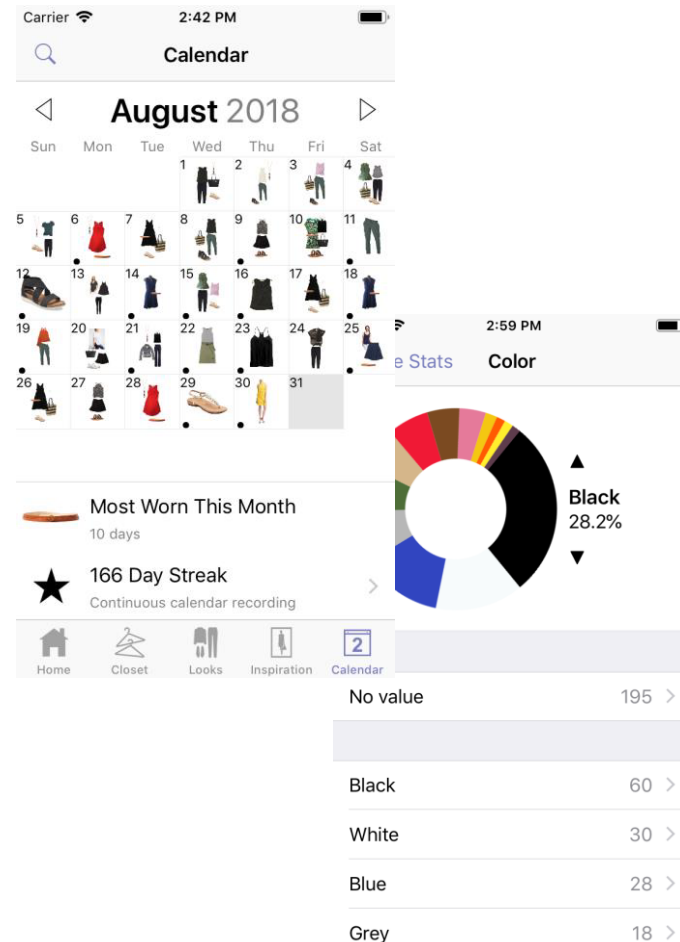 Carrier 2:42 PM
Calendar
August 2018
Sun Mon Tue Wed Thu Fri Sat
1 2 3 4
5 6 7 8 9 10 11
12 13 14 15 16 17 18
19 20 21 22 23 24 25
26 27 28 29 30 31
Most Worn This Month
10 days
166 Day Streak
Continuous calendar recording
Home Closet Looks Inspiration 2 Calendar
2:59 PM
e Stats Color
Black
28.2%
No value 195
Black 60
White 30
Blue 28
Grey 18